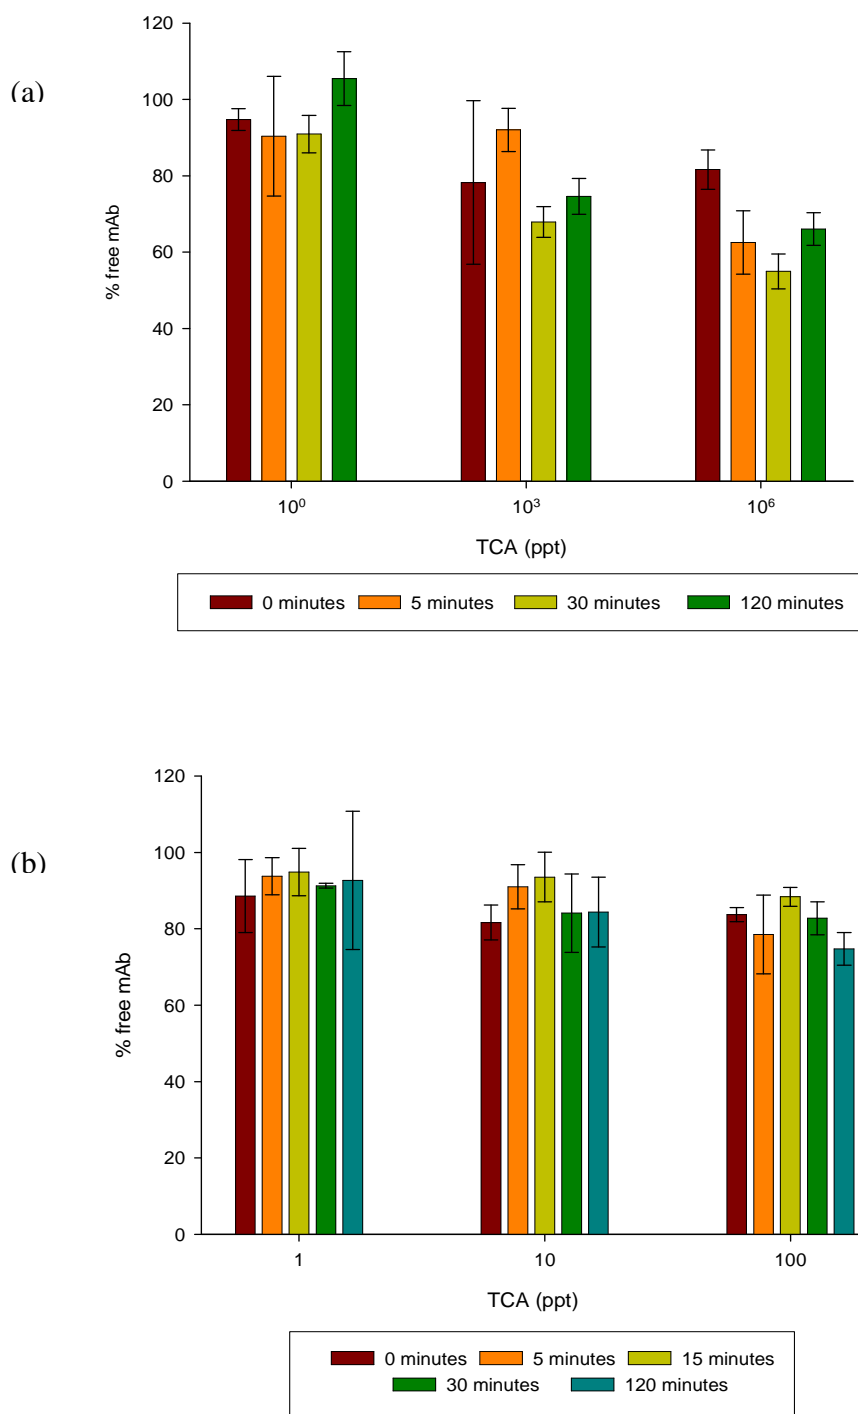 (a)
120
100
80
60
40
20
0
% free mAb
10⁰ 10³ 10⁶
TCA (ppt)
0 minutes 5 minutes 30 minutes 120 minutes
(b)
120
100
80
60
40
20
0
% free mAb
1 10 100
TCA (ppt)
0 minutes 5 minutes 15 minutes
30 minutes 120 minutes